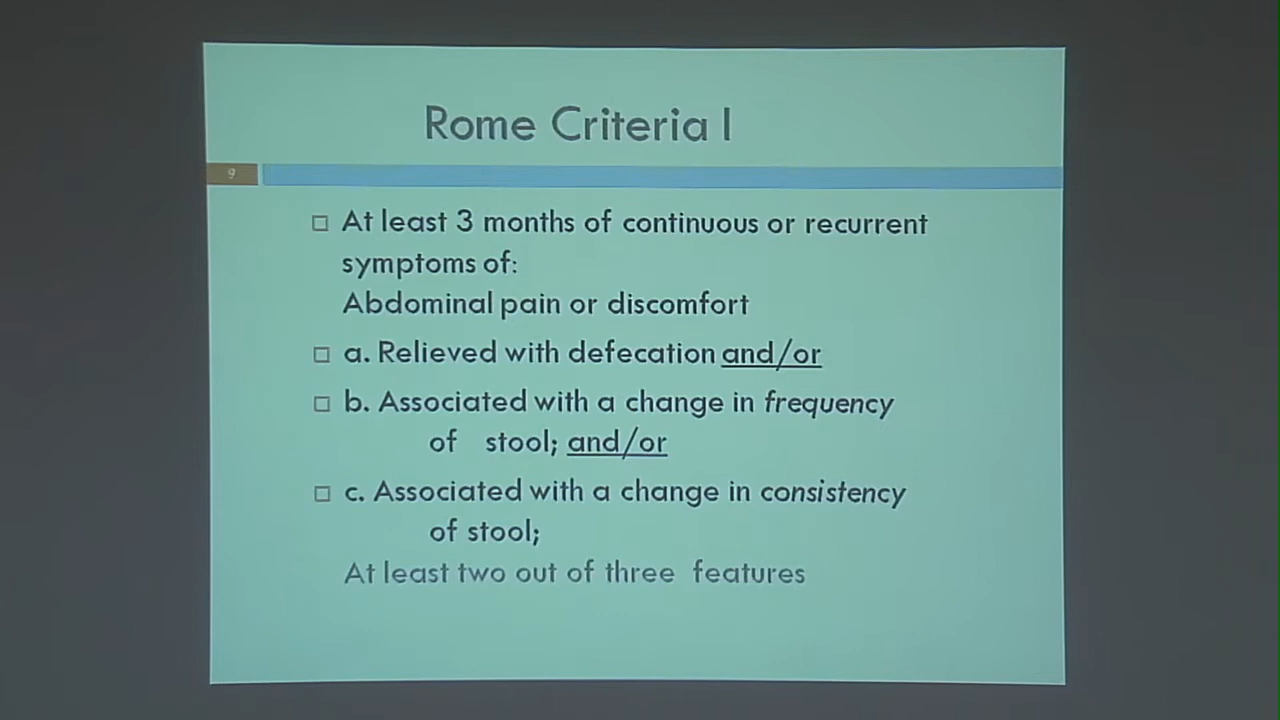 Rome Criteria I
9
At least 3 months of continuous or recurrent
symptoms of:
Abdominal pain or discomfort
a. Relieved with defecation and/or
b. Associated with a change in frequency
of stool; and/or
c. Associated with a change in consistency
of stool;
At least two out of three features